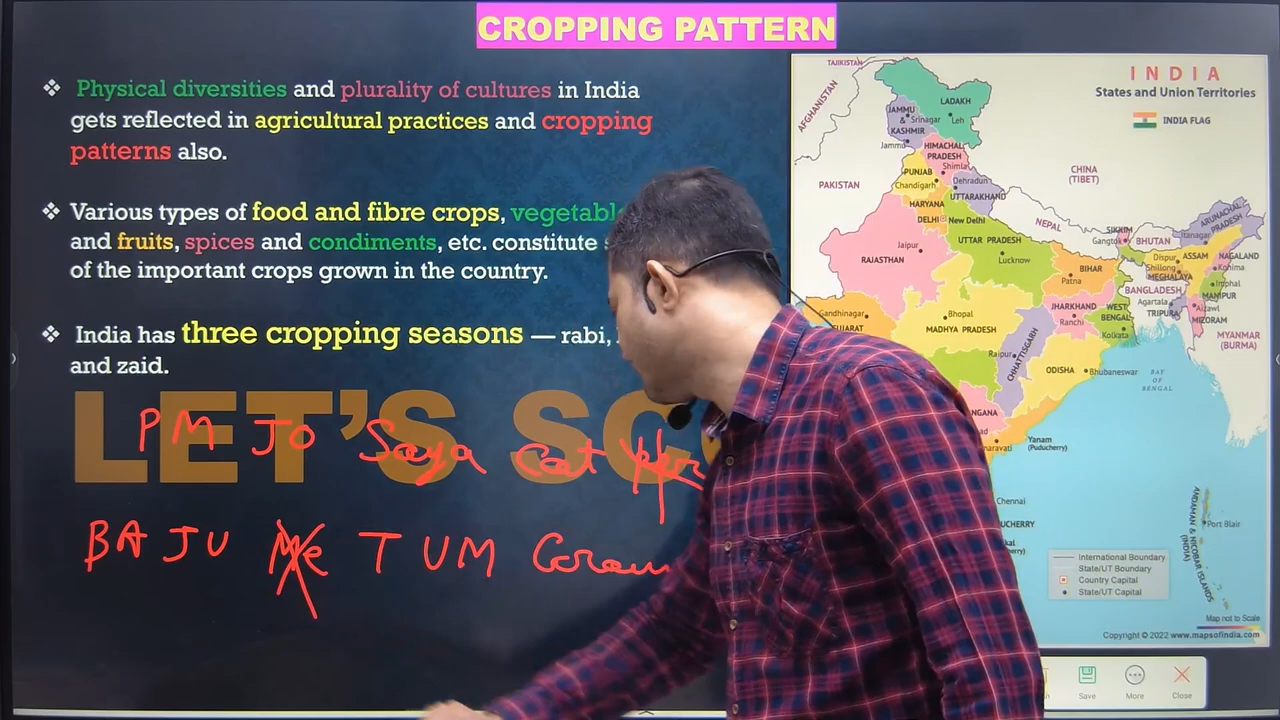 CROPPING PATTERN
❖ Physical diversities and plurality of cultures in India
gets reflected in agricultural practices and cropping
patterns also.
❖ Various types of food and fibre crops,
and fruits, spices and condiments, etc. constitute
of the important crops grown in the country.
❖ India has three cropping seasons — rabi,
and zaid.
LET'S
PM JO Saya cat
BAJU Me TUM
INDIA
States and Union Territories
INDIA FLAG
TAJIKISTAN
AFGHANISTAN
LADAKH
Leh
JAMMU
&
KASHMIR
Srinagar
Jammu
HIMACHAL
PRADESH
Shimla
PUNJAB
Chandigarh
Dehradun
UTTARAKHAND
PAKISTAN
CHINA
(TIBET)
HARYANA
DELHI
New Delhi
NEPAL
SIKKIM
Gangtok
BHUTAN
ARUNACHAL
PRADESH
Itanagar
Jaipur
RAJASTHAN
UTTAR PRADESH
Lucknow
BIHAR
Patna
Dispur
ASSAM
NAGALAND
Kohima
Shillong
MEGHALAYA
Imphal
MANIPUR
BANGLADESH
Agartala
TRIPURA
Aizawl
MIZORAM
Gandhinagar
Bhopal
MADHYA PRADESH
JHARKHAND
Ranchi
WEST
BENGAL
Kolkata
MYANMAR
(BURMA)
Raipur
CHHATTISGARH
ODISHA
Bhubaneswar
BAY
OF
BENGAL
Yanam
(Puducherry)
Chennai
ANDAMAN & NICOBAR ISLANDS
(INDIA)
Port Blair
International Boundary
State/UT Boundary
Country Capital
State/UT Capital
Map not to Scale
Copyright © 2022 www.mapsofindia.com
Save
More
Close